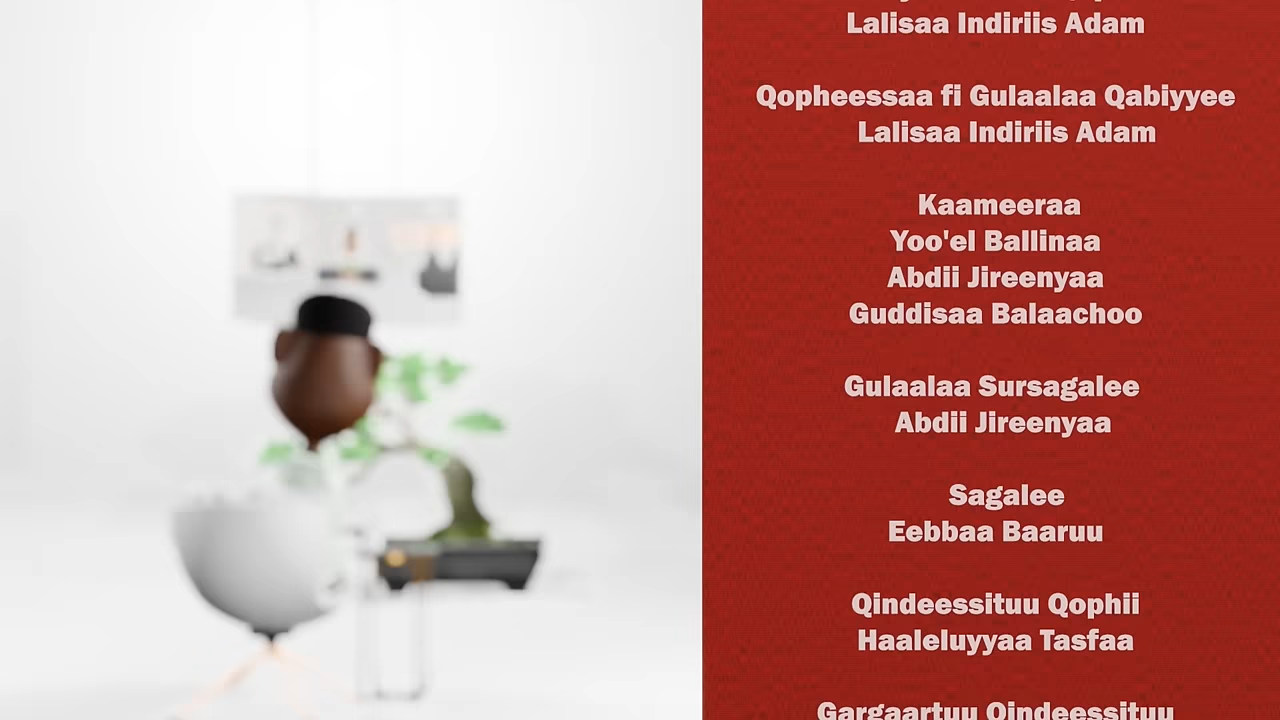 Lalisaa Indiriis Adam
Qopheessaa fi Gulaalaa Qabiyyee
Lalisaa Indiriis Adam
Kaameeraa
Yoo'el Ballinaa
Abdii Jireenyaa
Guddisaa Balaachoo
Gulaalaa Sursagalee
Abdii Jireenyaa
Sagalee
Eebbaa Baaruu
Qindeessituu Qophii
Haaleluyyaa Tasfaa
Gargaartuu Qindeessituu